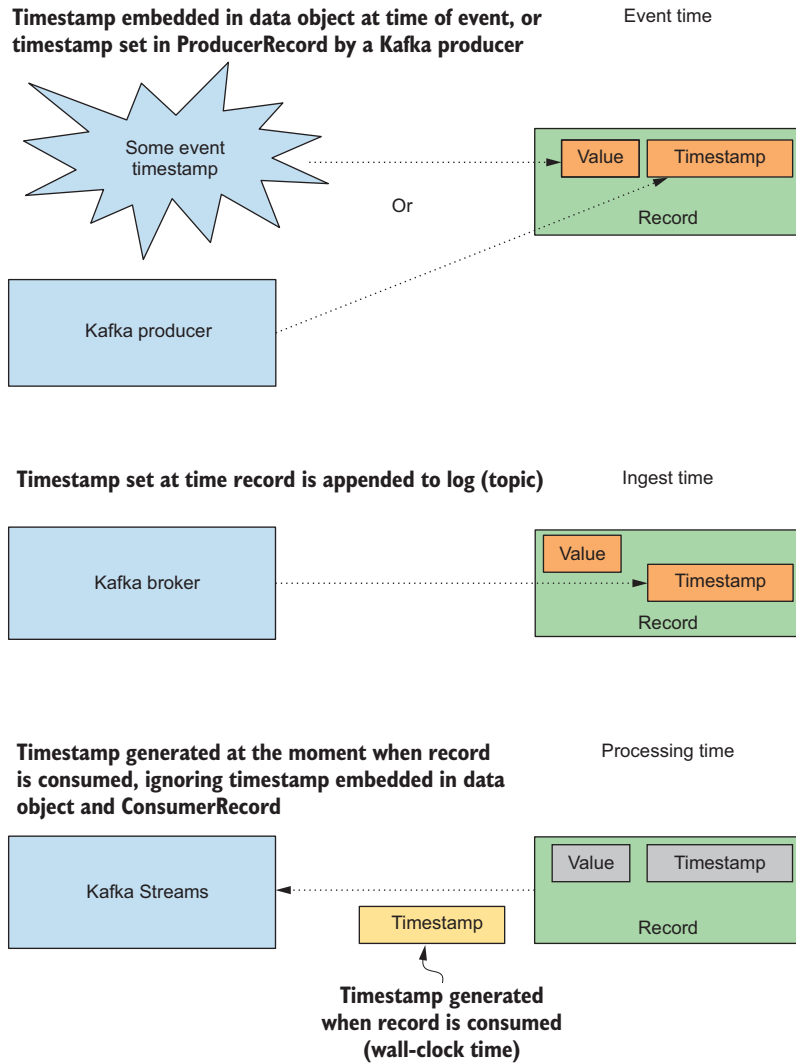 Timestamp embedded in data object at time of event, or
timestamp set in ProducerRecord by a Kafka producer
Event time
Some event
timestamp
Value
Timestamp
Or
Record
Kafka producer
Timestamp set at time record is appended to log (topic)
Ingest time
Kafka broker
Value
Timestamp
Record
Timestamp generated at the moment when record
is consumed, ignoring timestamp embedded in data
object and ConsumerRecord
Processing time
Kafka Streams
Value
Timestamp
Timestamp
Record
Timestamp generated
when record is consumed
(wall-clock time)